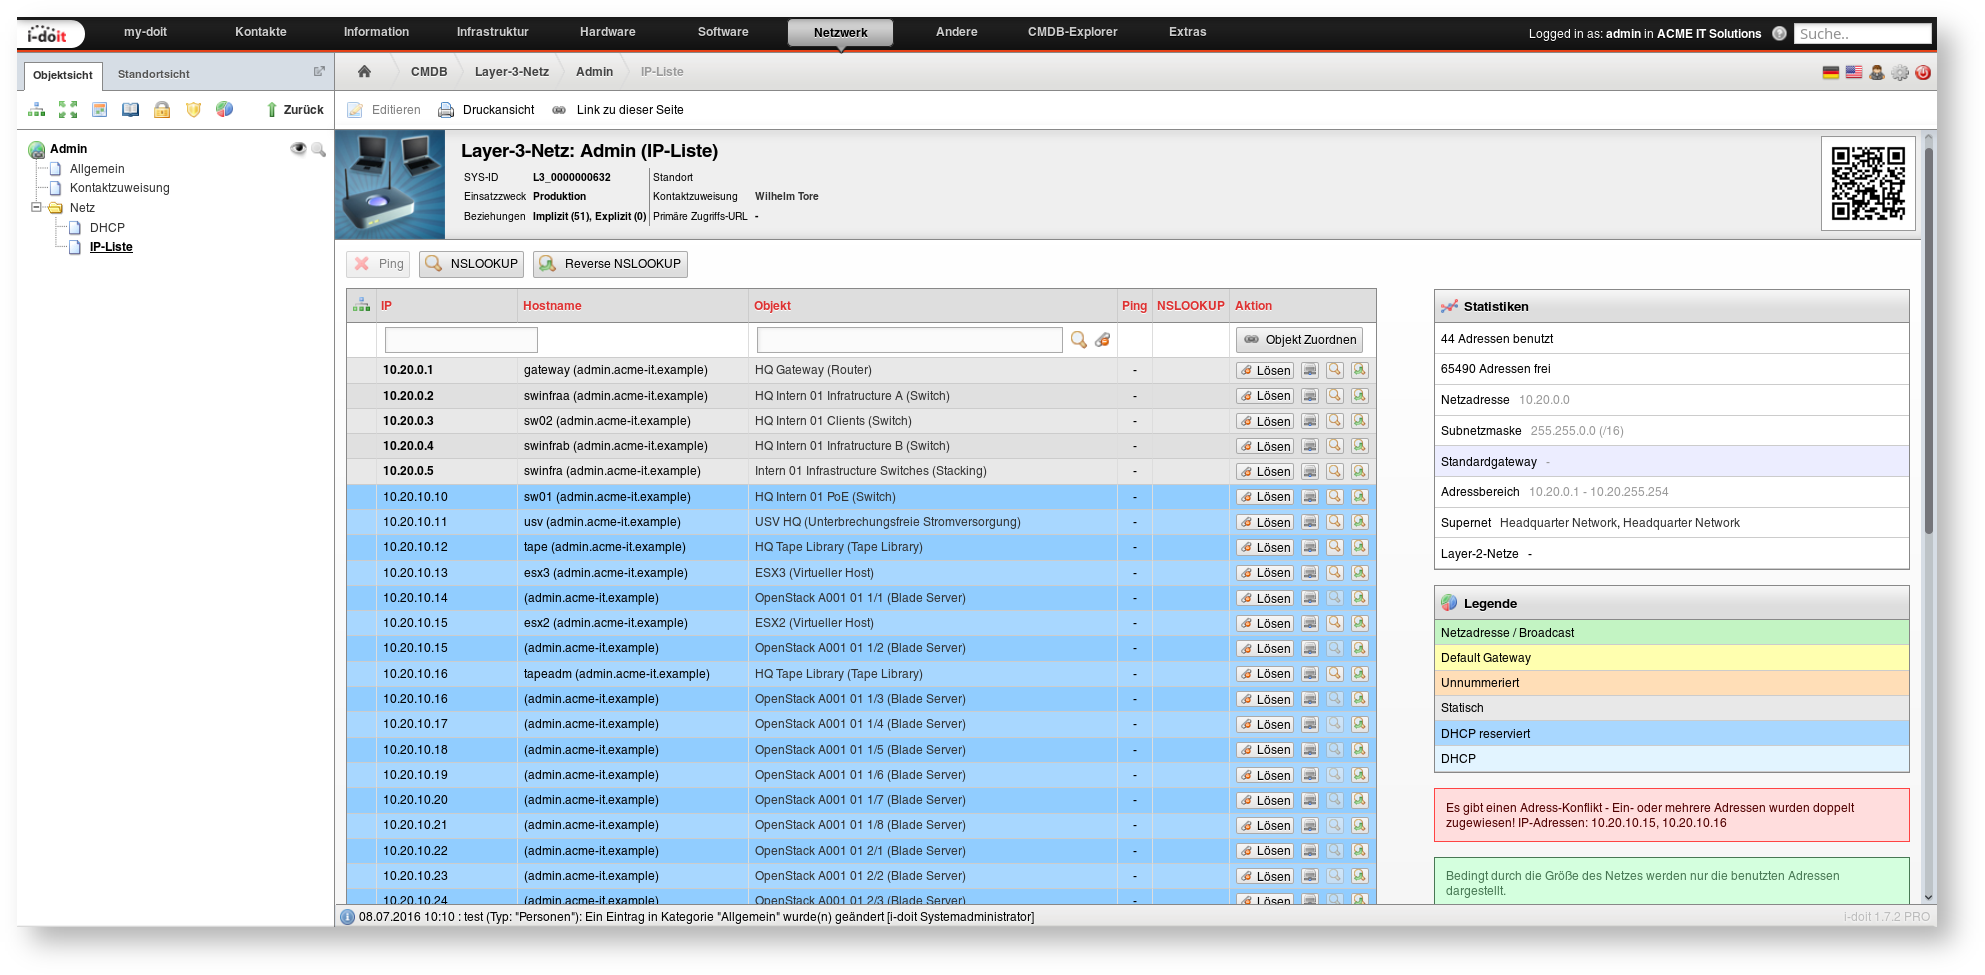 i-doit my-doit Kontakte Information Infrastruktur Hardware Software Netzwerk Andere CMDB-Explorer Extras Logged in as: admin in ACME IT Solutions Suche..
Objektsicht Standortsicht CMDB Layer-3-Netz Admin IP-Liste
Zurück Editieren Druckansicht Link zu dieser Seite
Admin
Allgemein
Kontaktzuweisung
Netz
DHCP
IP-Liste
Layer-3-Netz: Admin (IP-Liste)
SYS-ID L3_0000000632 Standort
Einsatzzweck Produktion Kontaktzuweisung Wilhelm Tore
Beziehungen Implizit (51), Explizit (0) Primäre Zugriffs-URL -
Ping NSLOOKUP Reverse NSLOOKUP
IP Hostname Objekt Ping NSLOOKUP Aktion
Objekt Zuordnen
10.20.0.1 gateway (admin.acme-it.example) HQ Gateway (Router) - Lösen
10.20.0.2 swinfraa (admin.acme-it.example) HQ Intern 01 Infratructure A (Switch) - Lösen
10.20.0.3 sw02 (admin.acme-it.example) HQ Intern 01 Clients (Switch) - Lösen
10.20.0.4 swinfrab (admin.acme-it.example) HQ Intern 01 Infratructure B (Switch) - Lösen
10.20.0.5 swinfra (admin.acme-it.example) Intern 01 Infrastructure Switches (Stacking) - Lösen
10.20.10.10 sw01 (admin.acme-it.example) HQ Intern 01 PoE (Switch) - Lösen
10.20.10.11 usv (admin.acme-it.example) USV HQ (Unterbrechungsfreie Stromversorgung) - Lösen
10.20.10.12 tape (admin.acme-it.example) HQ Tape Library (Tape Library) - Lösen
10.20.10.13 esx3 (admin.acme-it.example) ESX3 (Virtueller Host) - Lösen
10.20.10.14 (admin.acme-it.example) OpenStack A001 01 1/1 (Blade Server) - Lösen
10.20.10.15 esx2 (admin.acme-it.example) ESX2 (Virtueller Host) - Lösen
10.20.10.15 (admin.acme-it.example) OpenStack A001 01 1/2 (Blade Server) - Lösen
10.20.10.16 tapeadm (admin.acme-it.example) HQ Tape Library (Tape Library) - Lösen
10.20.10.16 (admin.acme-it.example) OpenStack A001 01 1/3 (Blade Server) - Lösen
10.20.10.17 (admin.acme-it.example) OpenStack A001 01 1/4 (Blade Server) - Lösen
10.20.10.18 (admin.acme-it.example) OpenStack A001 01 1/5 (Blade Server) - Lösen
10.20.10.19 (admin.acme-it.example) OpenStack A001 01 1/6 (Blade Server) - Lösen
10.20.10.20 (admin.acme-it.example) OpenStack A001 01 1/7 (Blade Server) - Lösen
10.20.10.21 (admin.acme-it.example) OpenStack A001 01 1/8 (Blade Server) - Lösen
10.20.10.22 (admin.acme-it.example) OpenStack A001 01 2/1 (Blade Server) - Lösen
10.20.10.23 (admin.acme-it.example) OpenStack A001 01 2/2 (Blade Server) - Lösen
10.20.10.24 (admin.acme-it.example) OpenStack A001 01 2/3 (Blade Server) - Lösen
Statistiken
44 Adressen benutzt
65490 Adressen frei
Netzadresse 10.20.0.0
Subnetzmaske 255.255.0.0 (/16)
Standardgateway -
Adressbereich 10.20.0.1 - 10.20.255.254
Supernet Headquarter Network, Headquarter Network
Layer-2-Netze -
Legende
Netzadresse / Broadcast
Default Gateway
Unnummeriert
Statisch
DHCP reserviert
DHCP
Es gibt einen Adress-Konflikt - Ein- oder mehrere Adressen wurden doppelt
zugewiesen! IP-Adressen: 10.20.10.15, 10.20.10.16
Bedingt durch die Größe des Netzes werden nur die benutzten Adressen
dargestellt.
08.07.2016 10:10 : test (Typ: "Personen"): Ein Eintrag in Kategorie "Allgemein" wurde(n) geändert [i-doit Systemadministrator] i-doit 1.7.2 PRO